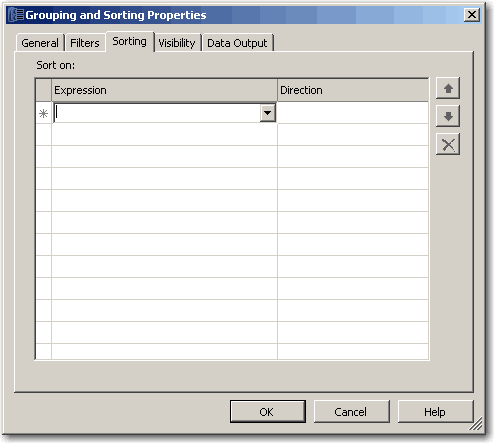 Grouping and Sorting Properties
General Filters Sorting Visibility Data Output
Sort on:
Expression Direction
OK Cancel Help